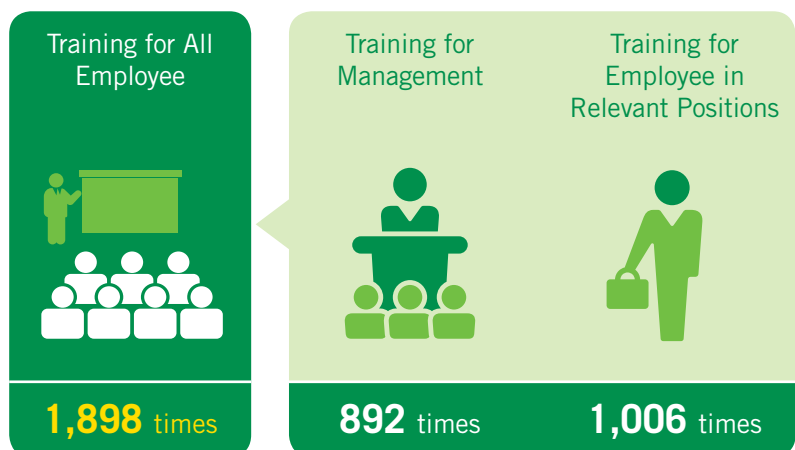 Training for All
Employee
1,898 times
Training for
Management
892 times
Training for
Employee in
Relevant Positions
1,006 times